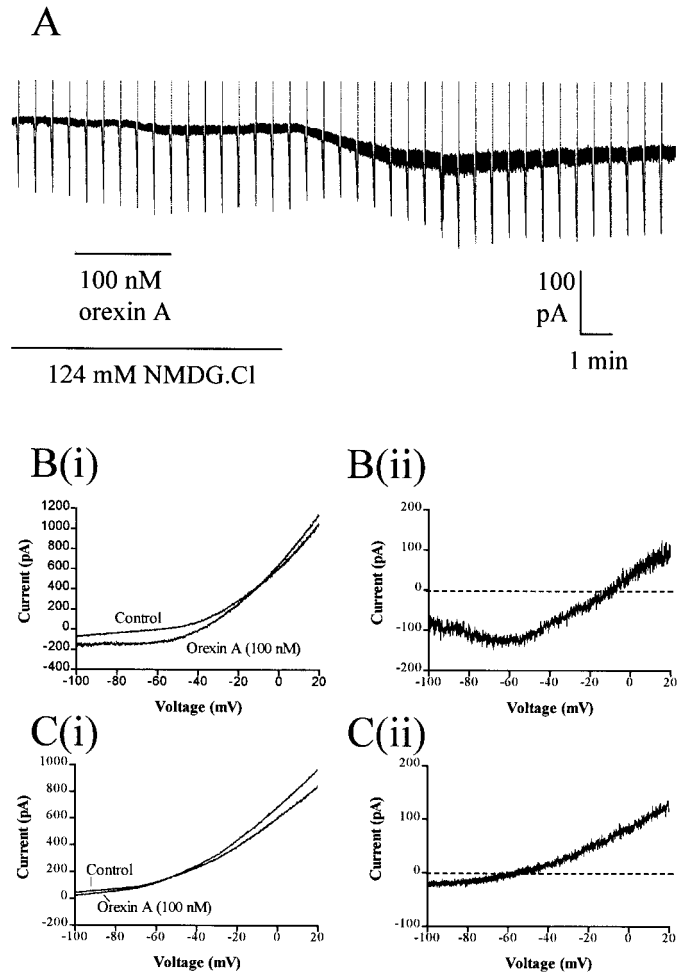 A
100 nM
orexin A
100
pA
1 min
124 mM NMDG.Cl
B(i)
B(ii)
1200
1000
800
600
400
200
0
-200
-400
Current (pA)
Control
Orexin A (100 nM)
-100 -80 -60 -40 -20 0 20
Voltage (mV)
200
100
0
-100
-200
Current (pA)
-100 -80 -60 -40 -20 0 20
Voltage (mV)
C(i)
C(ii)
1000
800
600
400
200
0
-200
Current (pA)
Control
Orexin A (100 nM)
-100 -80 -60 -40 -20 0 20
Voltage (mV)
200
100
0
-100
Current (pA)
-100 -80 -60 -40 -20 0 20
Voltage (mV)